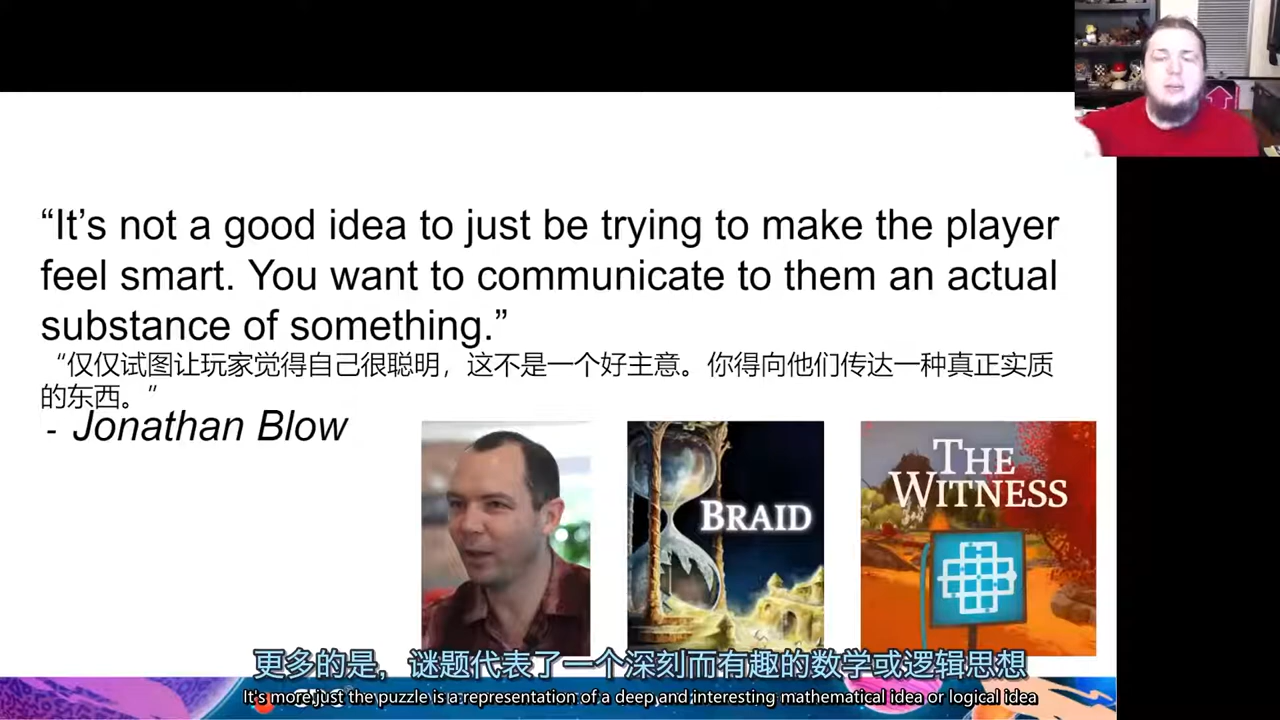 “It’s not a good idea to just be trying to make the player
feel smart. You want to communicate to them an actual
substance of something.”
“仅仅试图让玩家觉得自己很聪明，这不是一个好主意。你得向他们传达一种真正实质
的东西。”
- Jonathan Blow
BRAID
THE
WITNESS
更多的是，谜题代表了一个深刻而有趣的数学或逻辑思想
It's more just the puzzle is a representation of a deep and interesting mathematical idea or logical idea